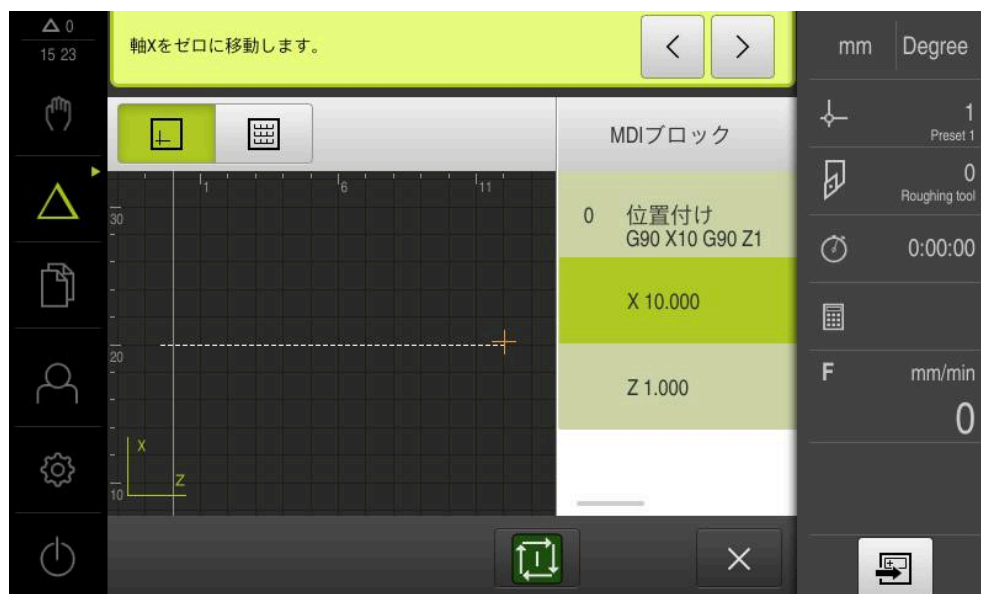 0
15 23
軸Xをゼロに移動します。
mm
Degree
1
Preset 1
0
Roughing tool
0:00:00
F
mm/min
0
MDIブロック
0
位置付け
G90 X10 G90 Z1
X 10.000
Z 1.000
1
6
11
30
20
10
X
Z